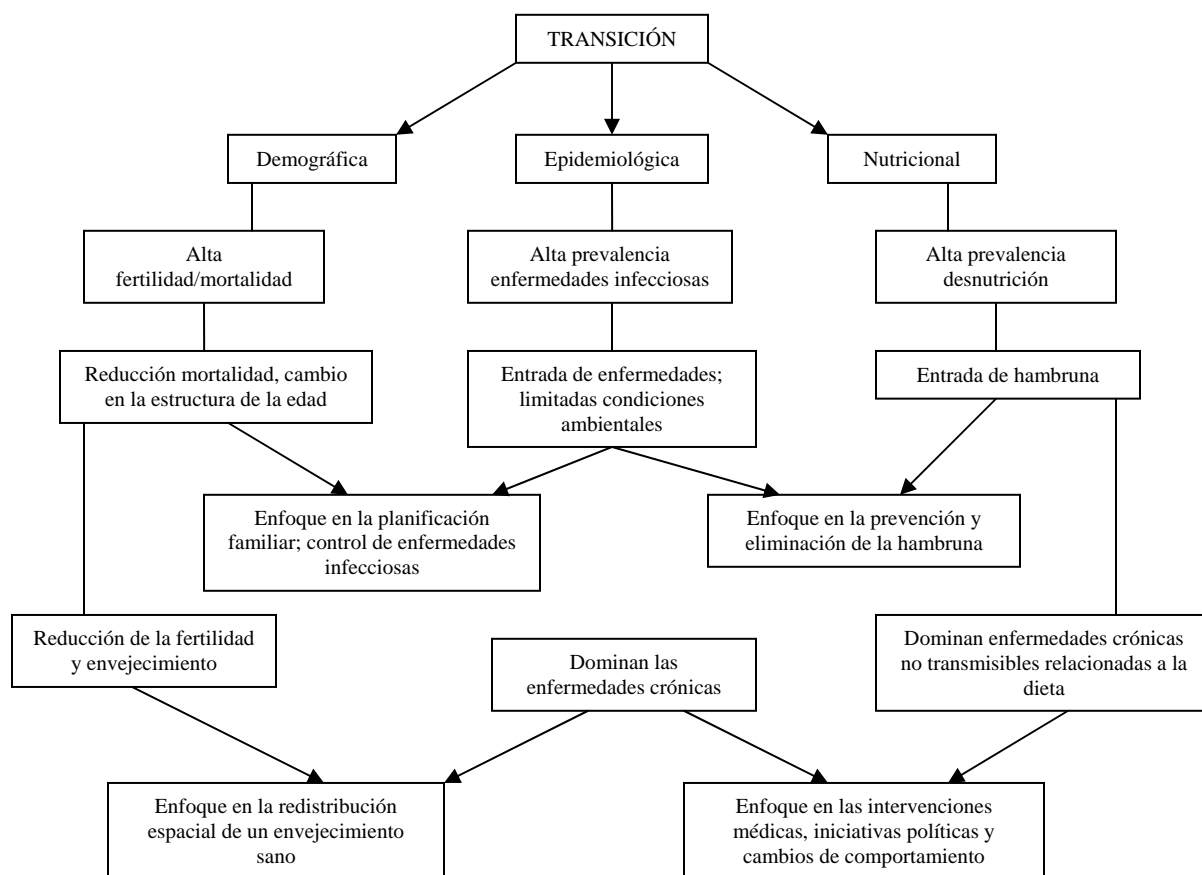 TRANSICIÓN
Demográfica
Epidemiológica
Nutricional
Alta
fertilidad/mortalidad
Alta prevalencia
enfermedades infecciosas
Alta prevalencia
desnutrición
Reducción mortalidad, cambio
en la estructura de la edad
Entrada de enfermedades;
limitadas condiciones
ambientales
Entrada de hambruna
Enfoque en la planificación
familiar; control de enfermedades
infecciosas
Enfoque en la prevención y
eliminación de la hambruna
Reducción de la fertilidad
y envejecimiento
Dominan las
enfermedades crónicas
Dominan enfermedades crónicas
no transmisibles relacionadas a la
dieta
Enfoque en la redistribución
espacial de un envejecimiento
sano
Enfoque en las intervenciones
médicas, iniciativas políticas y
cambios de comportamiento